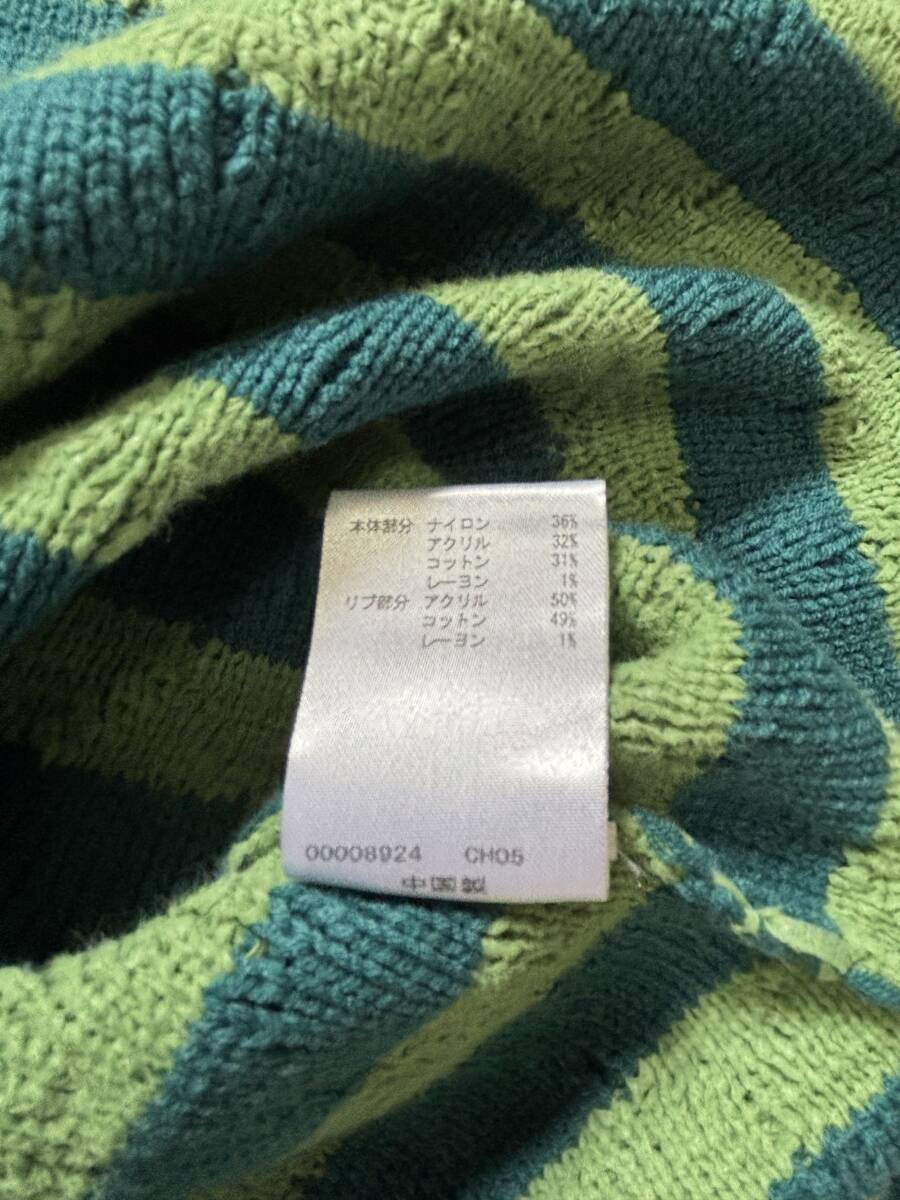 本体部分 ナイロン 36%
アクリル 32%
コットン 31%
レーヨン 1%
リブ部分 アクリル 50%
コットン 49%
レーヨン 1%
00008924 CH05
中国製